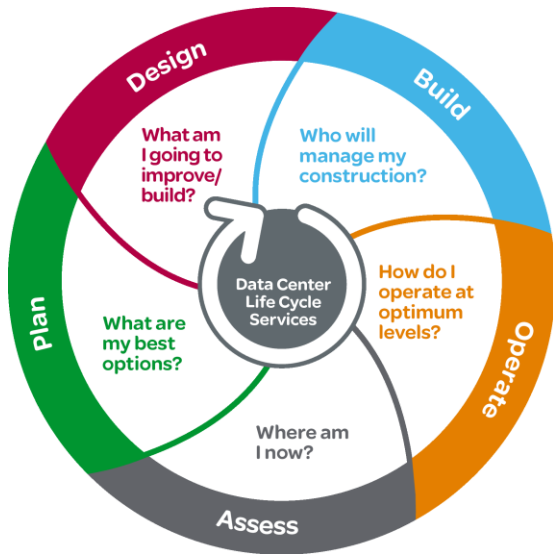 Design
What am
I going to
improve/
build?
Build
Who will
manage my
construction?
Operate
How do I
operate at
optimum
levels?
Assess
Where am
I now?
Plan
What are
my best
options?
Data Center
Life Cycle
Services